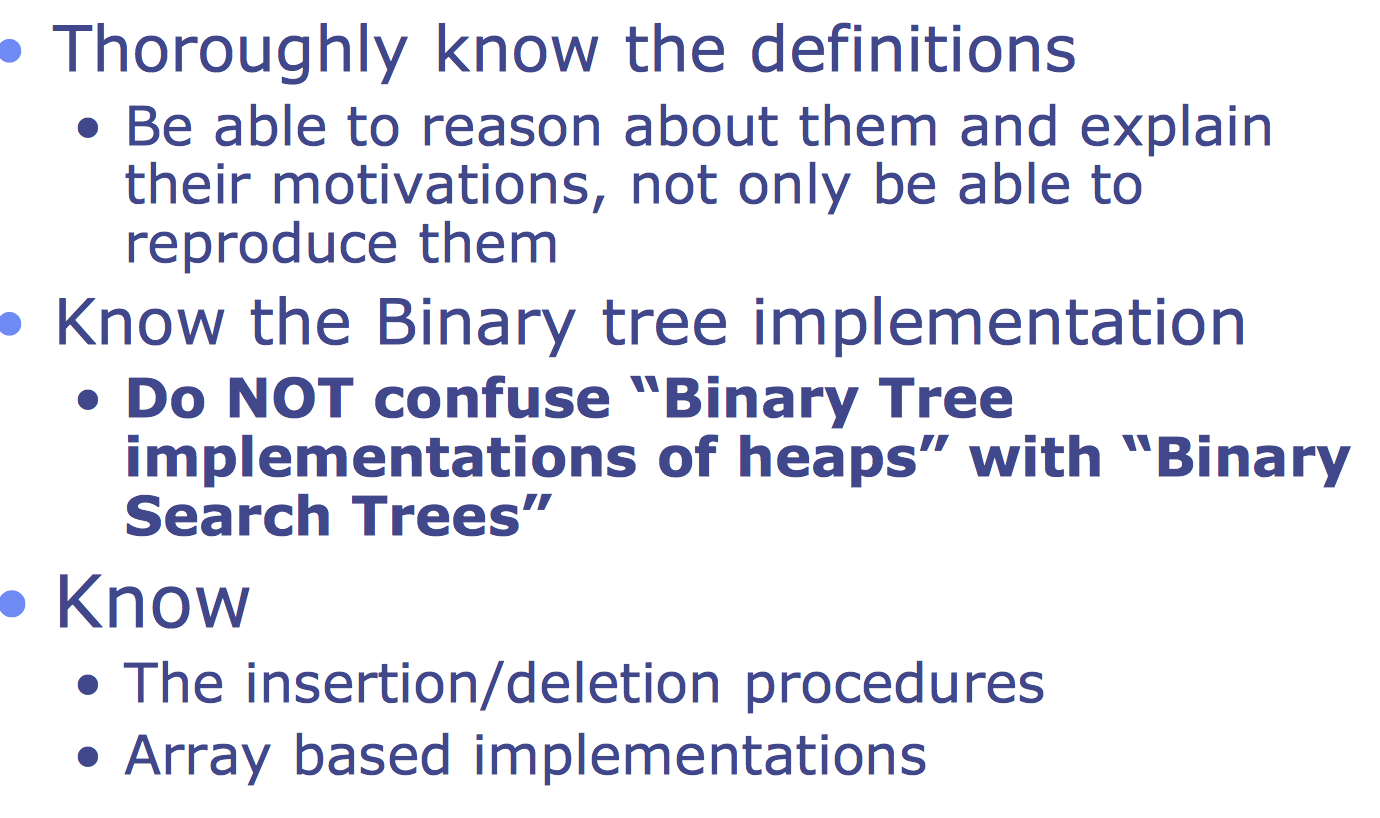 • Thoroughly know the definitions
• Be able to reason about them and explain
their motivations, not only be able to
reproduce them
• Know the Binary tree implementation
• Do NOT confuse “Binary Tree
implementations of heaps” with “Binary
Search Trees”
• Know
• The insertion/deletion procedures
• Array based implementations